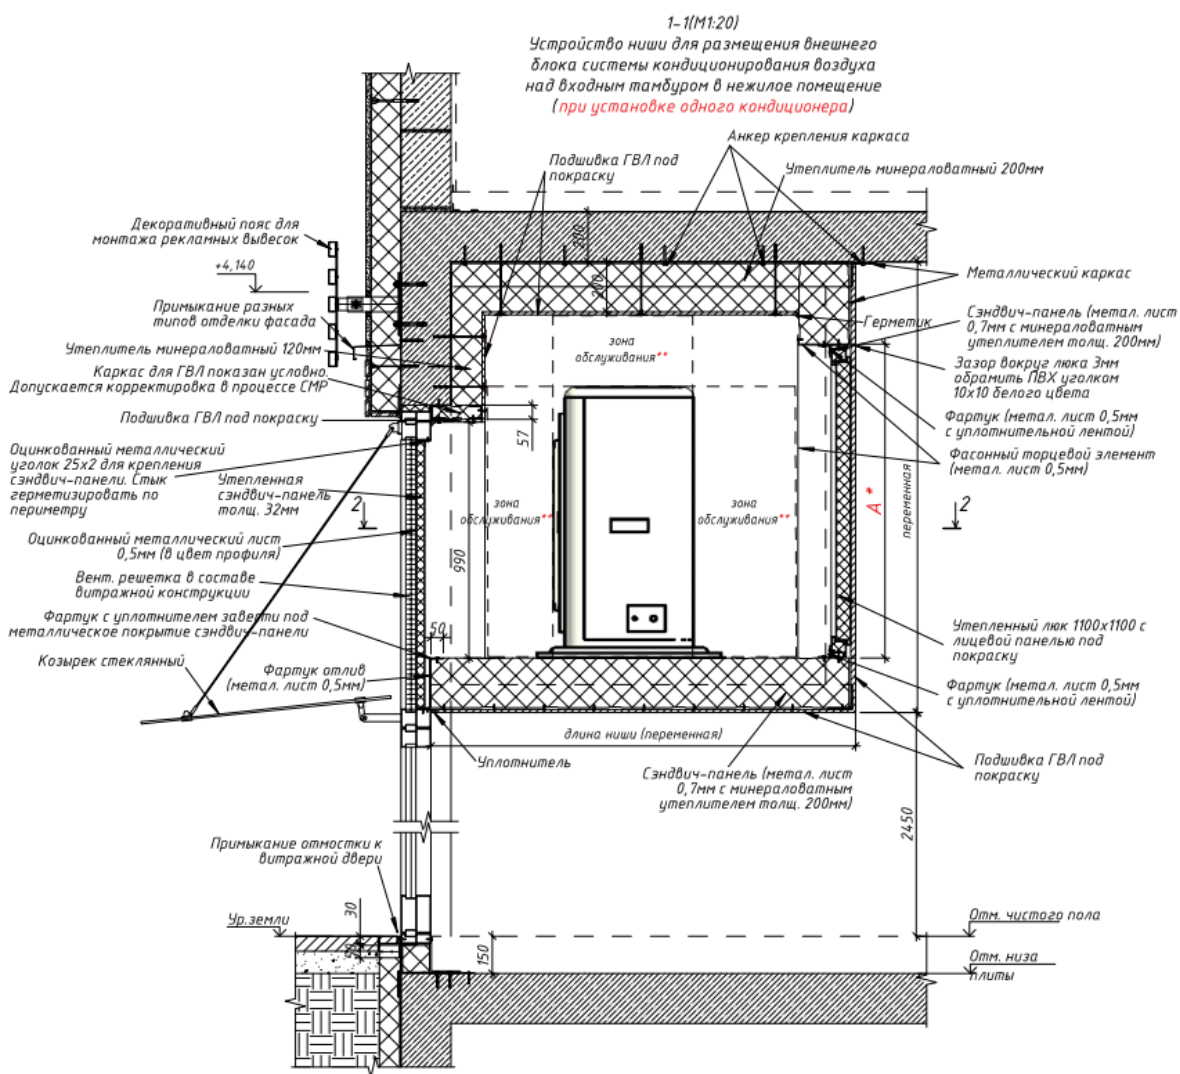 1-1(М1:20)
Устройство ниши для размещения внешнего
блока системы кондиционирования воздуха
над входным тамбуром в нежилое помещение
(при установке одного кондиционера)
Анкер крепления каркаса
Подшивка ГВЛ под
покраску
Утеплитель минераловатный 200мм
Декоративный пояс для
монтажа рекламных вывесок
+4,140
Примыкание разных
типов отделки фасада
Утеплитель минераловатный 120мм
Каркас для ГВЛ показан условно.
Допускается корректировка в процессе СМР
Подшивка ГВЛ под покраску
Оцинкованный металлический
уголок 25х2 для крепления
сэндвич-панели. Стык
герметизировать по
периметру
Утепленная
сэндвич-панель
толщ. 32мм
2
Оцинкованный металлический лист
0,5мм (в цвет профиля)
Вент. решетка в составе
витражной конструкции
Фартук с уплотнителем завести под
металлическое покрытие сэндвич-панели
Козырек стеклянный
Фартук отлив
(метал. лист 0,5мм)
200
200
57
990
50
зона
обслуживания**
зона
обслуживания**
зона
обслуживания**
Металлический каркас
Сэндвич-панель (метал. лист
0,7мм с минераловатным
утеплителем толщ. 200мм)
Герметик
Зазор вокруг люка 3мм
обрамить ПВХ уголком
10х10 белого цвета
Фартук (метал. лист 0,5мм
с уплотнительной лентой)
Фасонный торцевой элемент
(метал. лист 0,5мм)
А*
переменная
2
Утепленный люк 1100х1100 с
лицевой панелью под
покраску
Фартук (метал. лист 0,5мм
с уплотнительной лентой)
длина ниши (переменная)
Уплотнитель
Сэндвич-панель (метал. лист
0,7мм с минераловатным
утеплителем толщ. 200мм)
Подшивка ГВЛ под
покраску
2450
Примыкание отмостки к
витражной двери
Ур.земли
30
50
150
Отм. чистого пола
Отм. низа
плиты